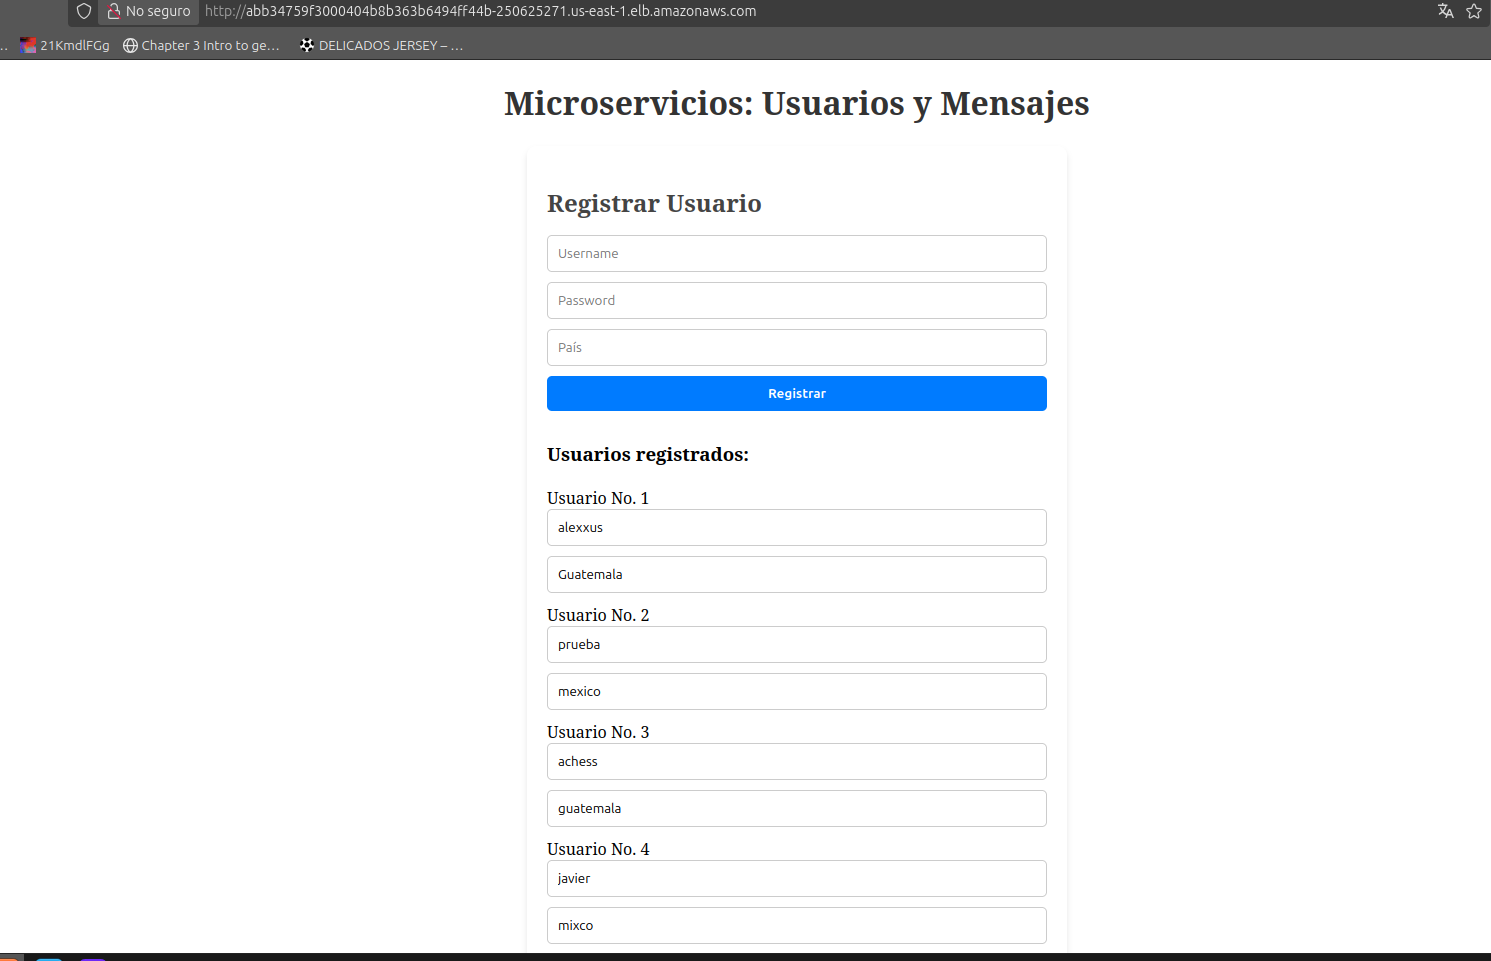 No seguro http://abb34759f3000404b8b363b6494ff44b-250625271.us-east-1.elb.amazonaws.com
.. 21KmdlFGg Chapter 3 Intro to ge… DELICADOS JERSEY – …
Microservicios: Usuarios y Mensajes
Registrar Usuario
Username
Password
País
Registrar
Usuarios registrados:
Usuario No. 1
alexxus
Guatemala
Usuario No. 2
prueba
mexico
Usuario No. 3
achess
guatemala
Usuario No. 4
javier
mixco